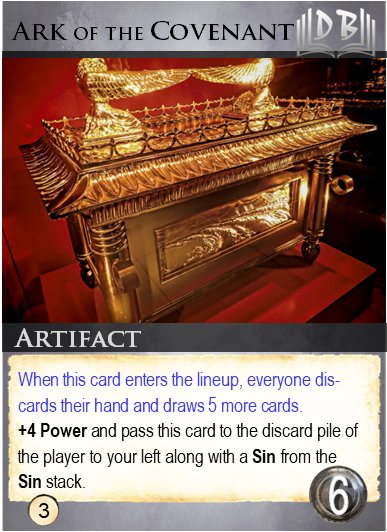 ARK OF THE COVENANT
DB
ARTIFACT
When this card enters the lineup, everyone dis-
cards their hand and draws 5 more cards.
+4 Power and pass this card to the discard pile of
the player to your left along with a Sin from the
Sin stack.
3
6